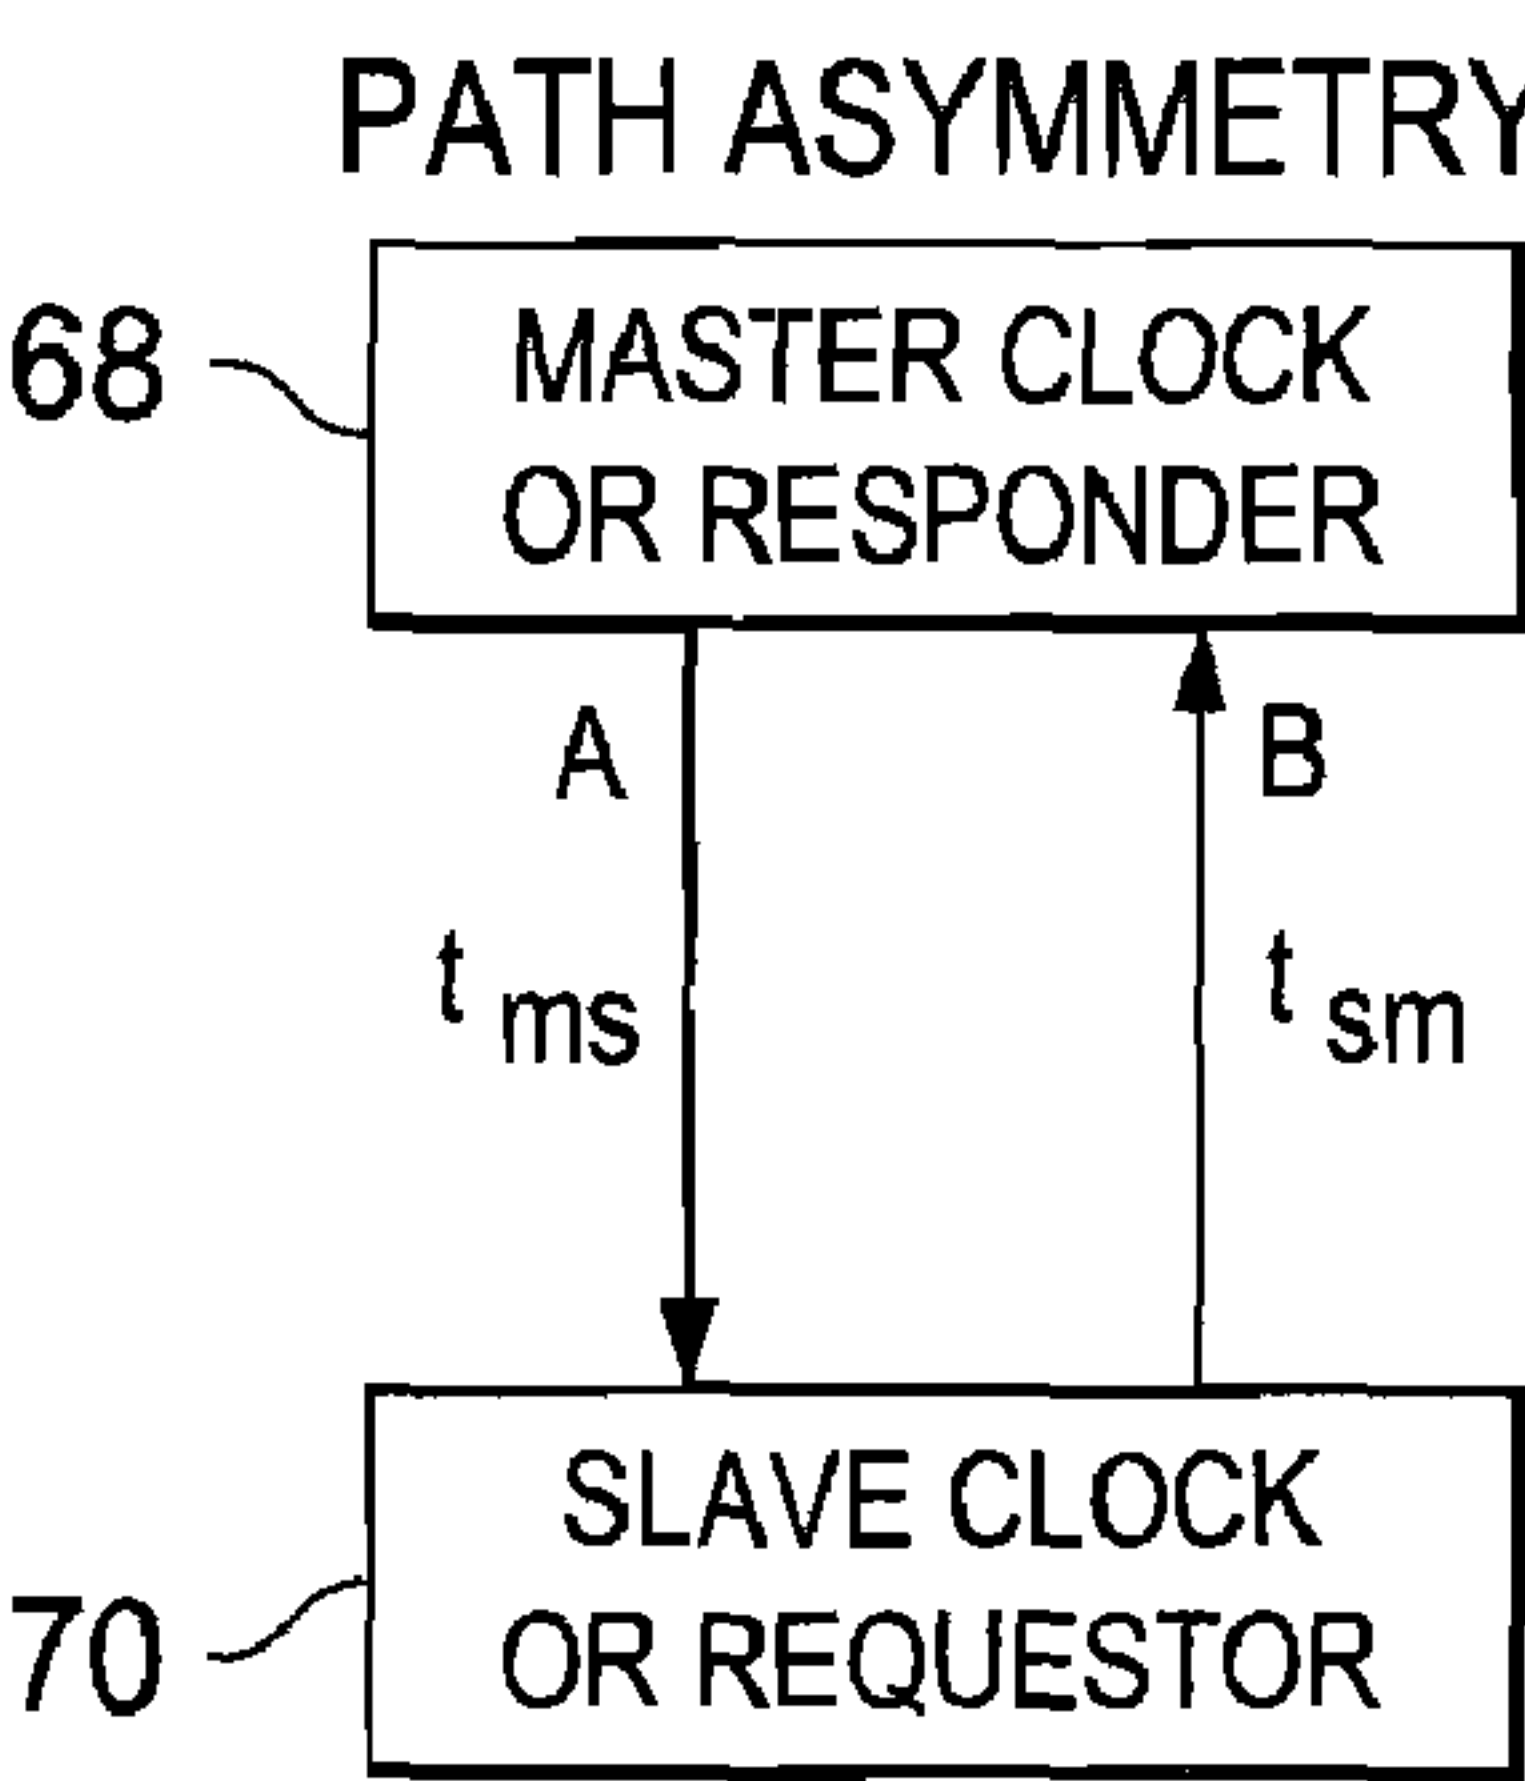 PATH ASYMMETRY
68
MASTER CLOCK
OR RESPONDER
A
B
t ms
t sm
70
SLAVE CLOCK
OR REQUESTOR